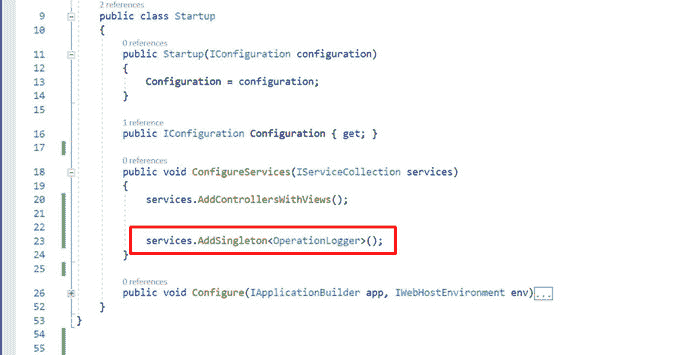 2 references
9 public class Startup
10 {
0 references
11 public Startup(IConfiguration configuration)
12 {
13 Configuration = configuration;
14 }
15
1 reference
16 public IConfiguration Configuration { get; }
17
0 references
18 public void ConfigureServices(IServiceCollection services)
19 {
20 services.AddControllersWithViews();
21
22
23 services.AddSingleton<OperationLogger>();
24 }
25
0 references
26 public void Configure(IApplicationBuilder app, IWebHostEnvironment env)...
52 }
53 }
54
55